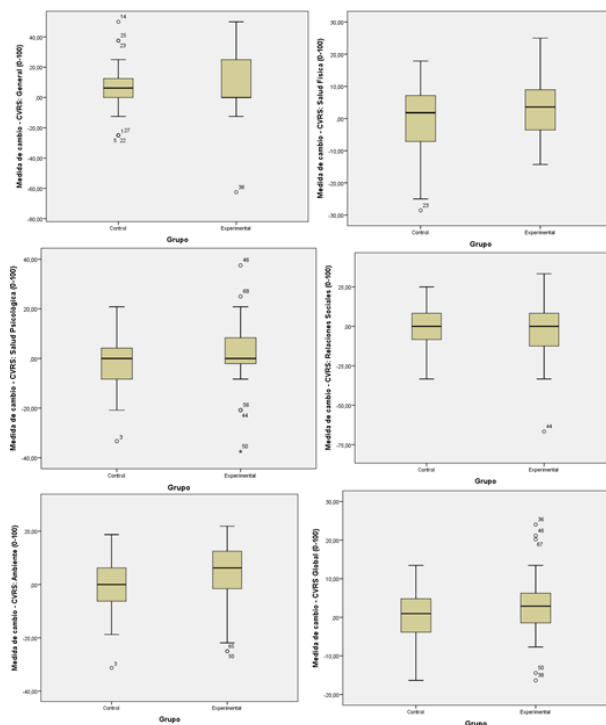 Medida de cambio - CVRS: General (0-100)
40,00
20,00
,00
-20,00
-40,00
-60,00
-80,00
14
25
23
1 27
5 22
38
Control
Experimental
Grupo
Medida de cambio - CVRS: Salud Física (0-100)
30,00
20,00
10,00
,00
-10,00
-20,00
-30,00
23
Control
Experimental
Grupo
Medida de cambio - CVRS: Salud Psicológica (0-100)
40,00
20,00
,00
-20,00
-40,00
3
46
68
56
44
50
Control
Experimental
Grupo
Medida de cambio - CVRS: Relaciones Sociales (0-100)
25,00
,00
-25,00
-50,00
-75,00
44
Control
Experimental
Grupo
Medida de cambio - CVRS: Ambiente (0-100)
20,00
,00
-20,00
-40,00
3
65
50
Control
Experimental
Grupo
Medida de cambio - CVRS Global (0-100)
30,00
20,00
10,00
,00
-10,00
-20,00
36
46
67
50
38
Control
Experimental
Grupo